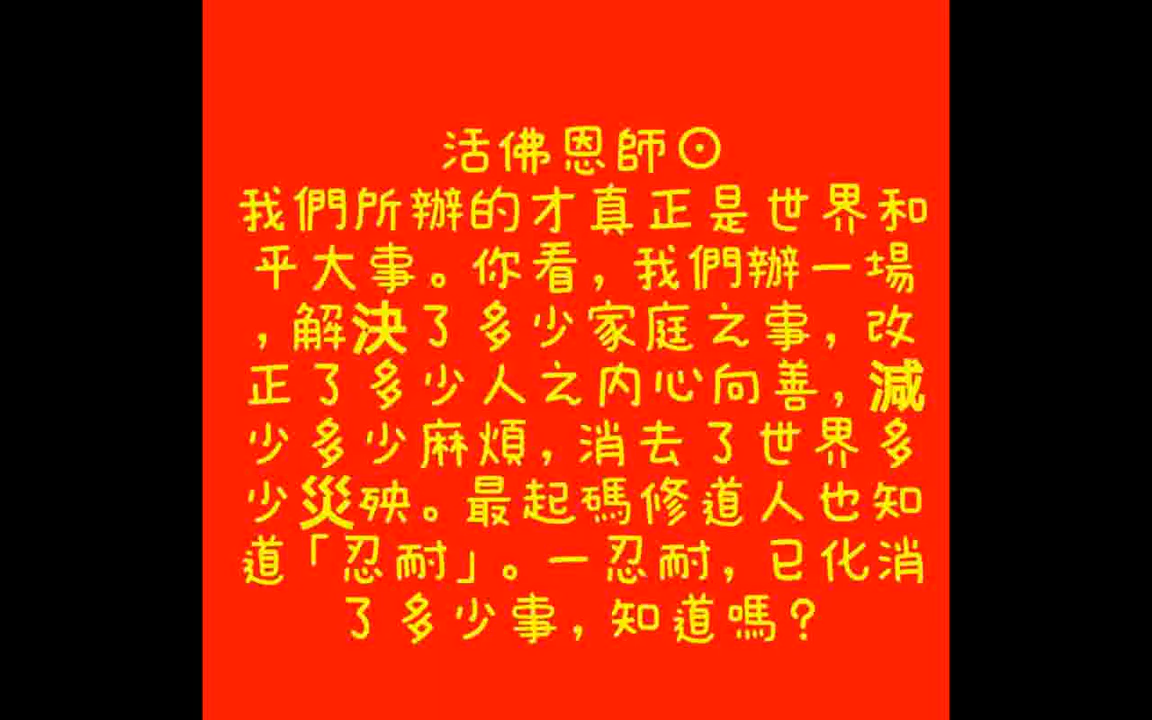 活佛恩師⊙
我們所辦的才真正是世界和
平大事。你看,我們辦一場
,解決了多少家庭之事,改
正了多少人之內心向善,減
少多少麻煩,消去了世界多
少災殃。最起碼修道人也知
道「忍耐」。一忍耐,已化消
了多少事,知道嗎?